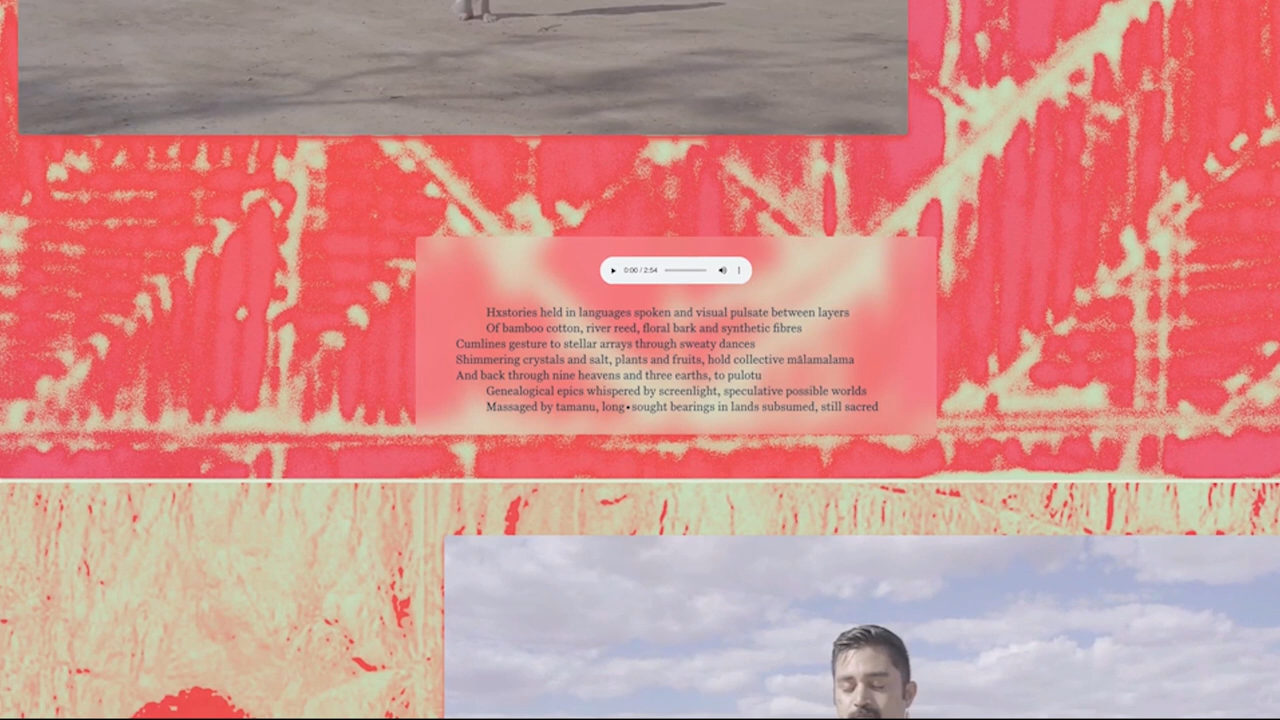 0:00 / 2:54
Hxstories held in languages spoken and visual pulsate between layers
Of bamboo cotton, river reed, floral bark and synthetic fibres
Cumlines gesture to stellar arrays through sweaty dances
Shimmering crystals and salt, plants and fruits, hold collective mālamalama
And back through nine heavens and three earths, to pulotu
Genealogical epics whispered by screenlight, speculative possible worlds
Massaged by tamanu, long•sought bearings in lands subsumed, still sacred